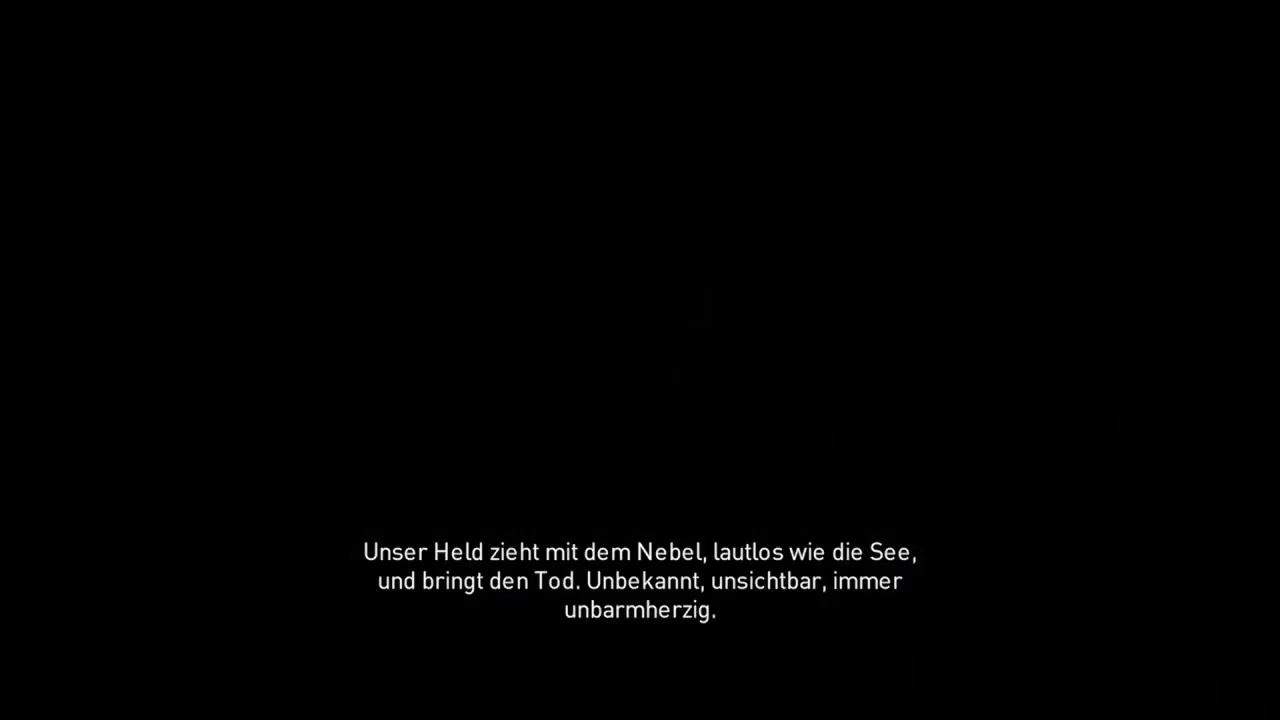 Unser Held zieht mit dem Nebel, lautlos wie die See,
und bringt den Tod. Unbekannt, unsichtbar, immer
unbarmherzig.